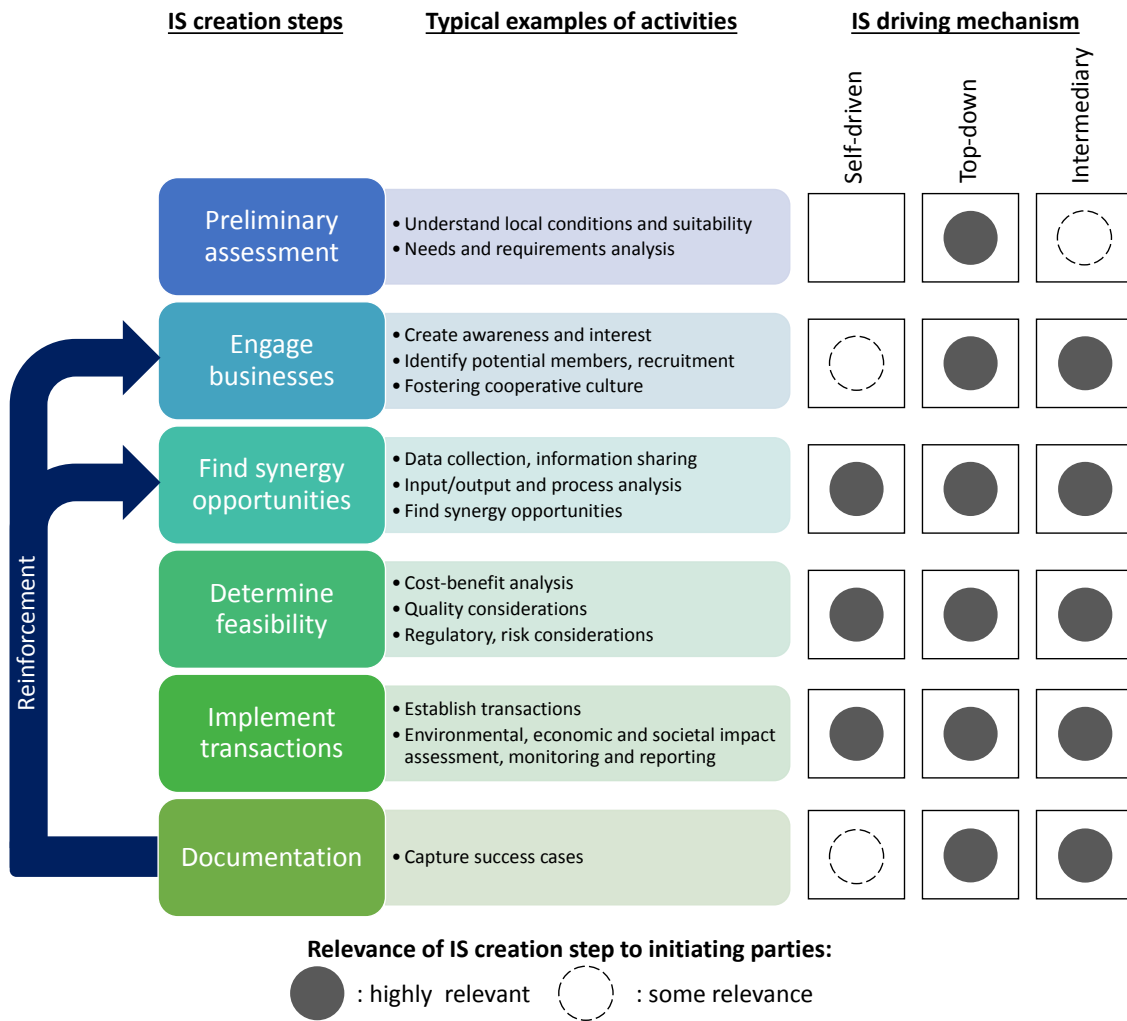 IS creation steps
Typical examples of activities
IS driving mechanism
Self-driven
Top-down
Intermediary
Preliminary
assessment
• Understand local conditions and suitability
• Needs and requirements analysis
Engage
businesses
• Create awareness and interest
• Identify potential members, recruitment
• Fostering cooperative culture
Find synergy
opportunities
• Data collection, information sharing
• Input/output and process analysis
• Find synergy opportunities
Determine
feasibility
• Cost-benefit analysis
• Quality considerations
• Regulatory, risk considerations
Implement
transactions
• Establish transactions
• Environmental, economic and societal impact
assessment, monitoring and reporting
Documentation
• Capture success cases
Reinforcement
Relevance of IS creation step to initiating parties:
: highly relevant
: some relevance